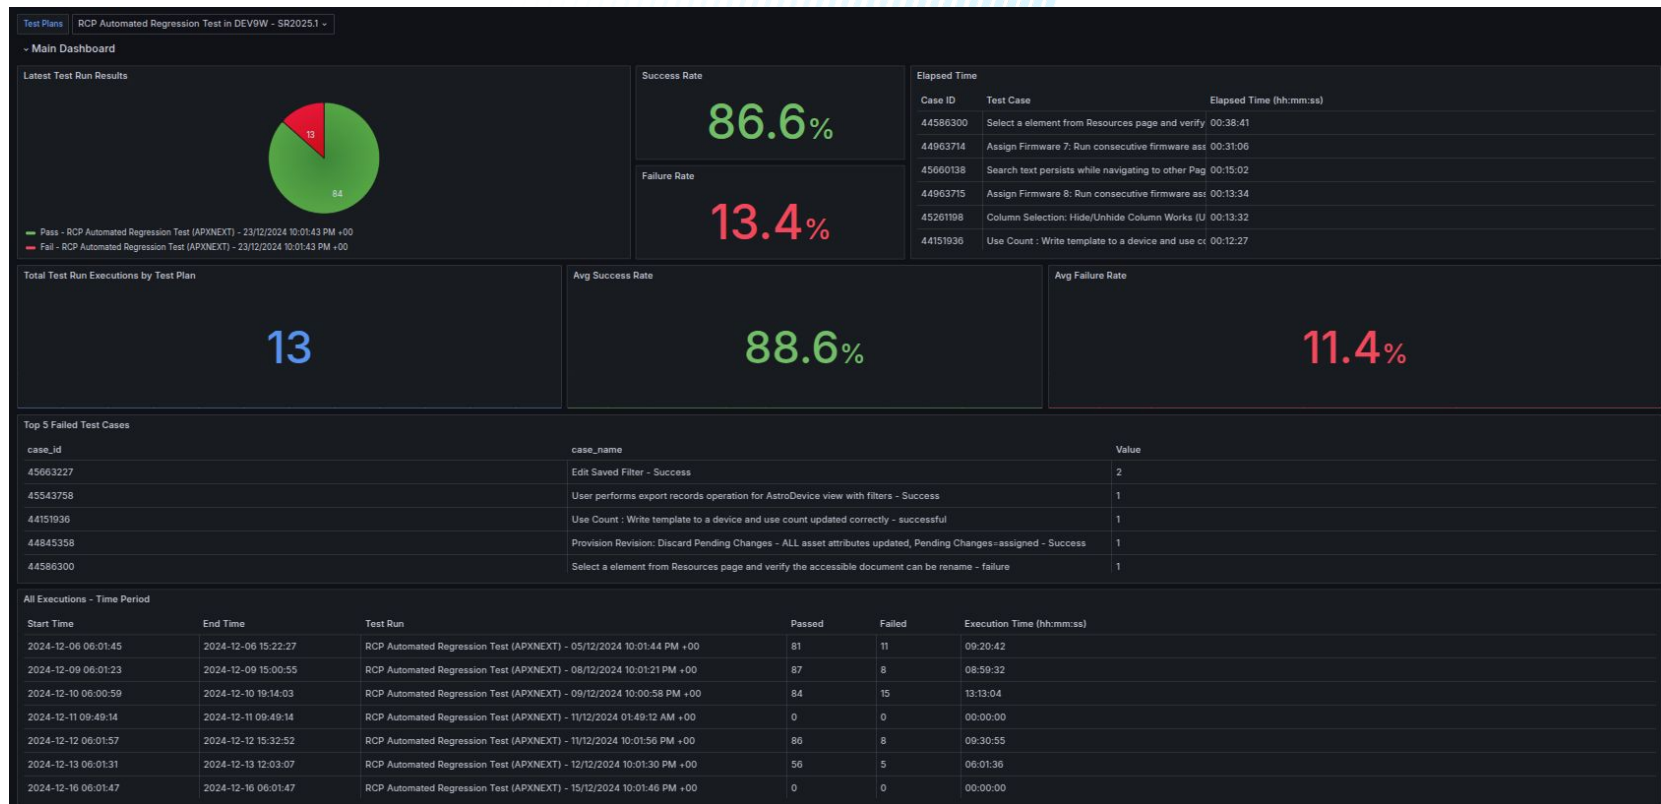 Test Plans RCP Automated Regression Test in DEV9W - SR2025.1
Main Dashboard
Latest Test Run Results
13
84
Pass - RCP Automated Regression Test (APXNEXT) - 23/12/2024 10:01:43 PM +00
Fail - RCP Automated Regression Test (APXNEXT) - 23/12/2024 10:01:43 PM +00
Success Rate
86.6%
Failure Rate
13.4%
Elapsed Time
Case ID Test Case Elapsed Time (hh:mm:ss)
44586300 Select a element from Resources page and verify 00:38:41
44963714 Assign Firmware 7: Run consecutive firmware ass 00:31:06
45660138 Search text persists while navigating to other Pag 00:15:02
44963715 Assign Firmware 8: Run consecutive firmware ass 00:13:34
45261198 Column Selection: Hide/Unhide Column Works (U 00:13:32
44151936 Use Count : Write template to a device and use cc 00:12:27
Total Test Run Executions by Test Plan
13
Avg Success Rate
88.6%
Avg Failure Rate
11.4%
Top 5 Failed Test Cases
case_id case_name Value
45663227 Edit Saved Filter - Success 2
45543758 User performs export records operation for AstroDevice view with filters - Success 1
44151936 Use Count : Write template to a device and use count updated correctly - successful 1
44845358 Provision Revision: Discard Pending Changes - ALL asset attributes updated, Pending Changes=assigned - Success 1
44586300 Select a element from Resources page and verify the accessible document can be rename - failure 1
All Executions - Time Period
Start Time End Time Test Run Passed Failed Execution Time (hh:mm:ss)
2024-12-06 06:01:45 2024-12-06 15:22:27 RCP Automated Regression Test (APXNEXT) - 05/12/2024 10:01:44 PM +00 81 11 09:20:42
2024-12-09 06:01:23 2024-12-09 15:00:55 RCP Automated Regression Test (APXNEXT) - 08/12/2024 10:01:21 PM +00 87 8 08:59:32
2024-12-10 06:00:59 2024-12-10 19:14:03 RCP Automated Regression Test (APXNEXT) - 09/12/2024 10:00:58 PM +00 84 15 13:13:04
2024-12-11 09:49:14 2024-12-11 09:49:14 RCP Automated Regression Test (APXNEXT) - 11/12/2024 01:49:12 AM +00 0 0 00:00:00
2024-12-12 06:01:57 2024-12-12 15:32:52 RCP Automated Regression Test (APXNEXT) - 11/12/2024 10:01:56 PM +00 86 8 09:30:55
2024-12-13 06:01:31 2024-12-13 12:03:07 RCP Automated Regression Test (APXNEXT) - 12/12/2024 10:01:30 PM +00 56 5 06:01:36
2024-12-16 06:01:47 2024-12-16 06:01:47 RCP Automated Regression Test (APXNEXT) - 15/12/2024 10:01:46 PM +00 0 0 00:00:00